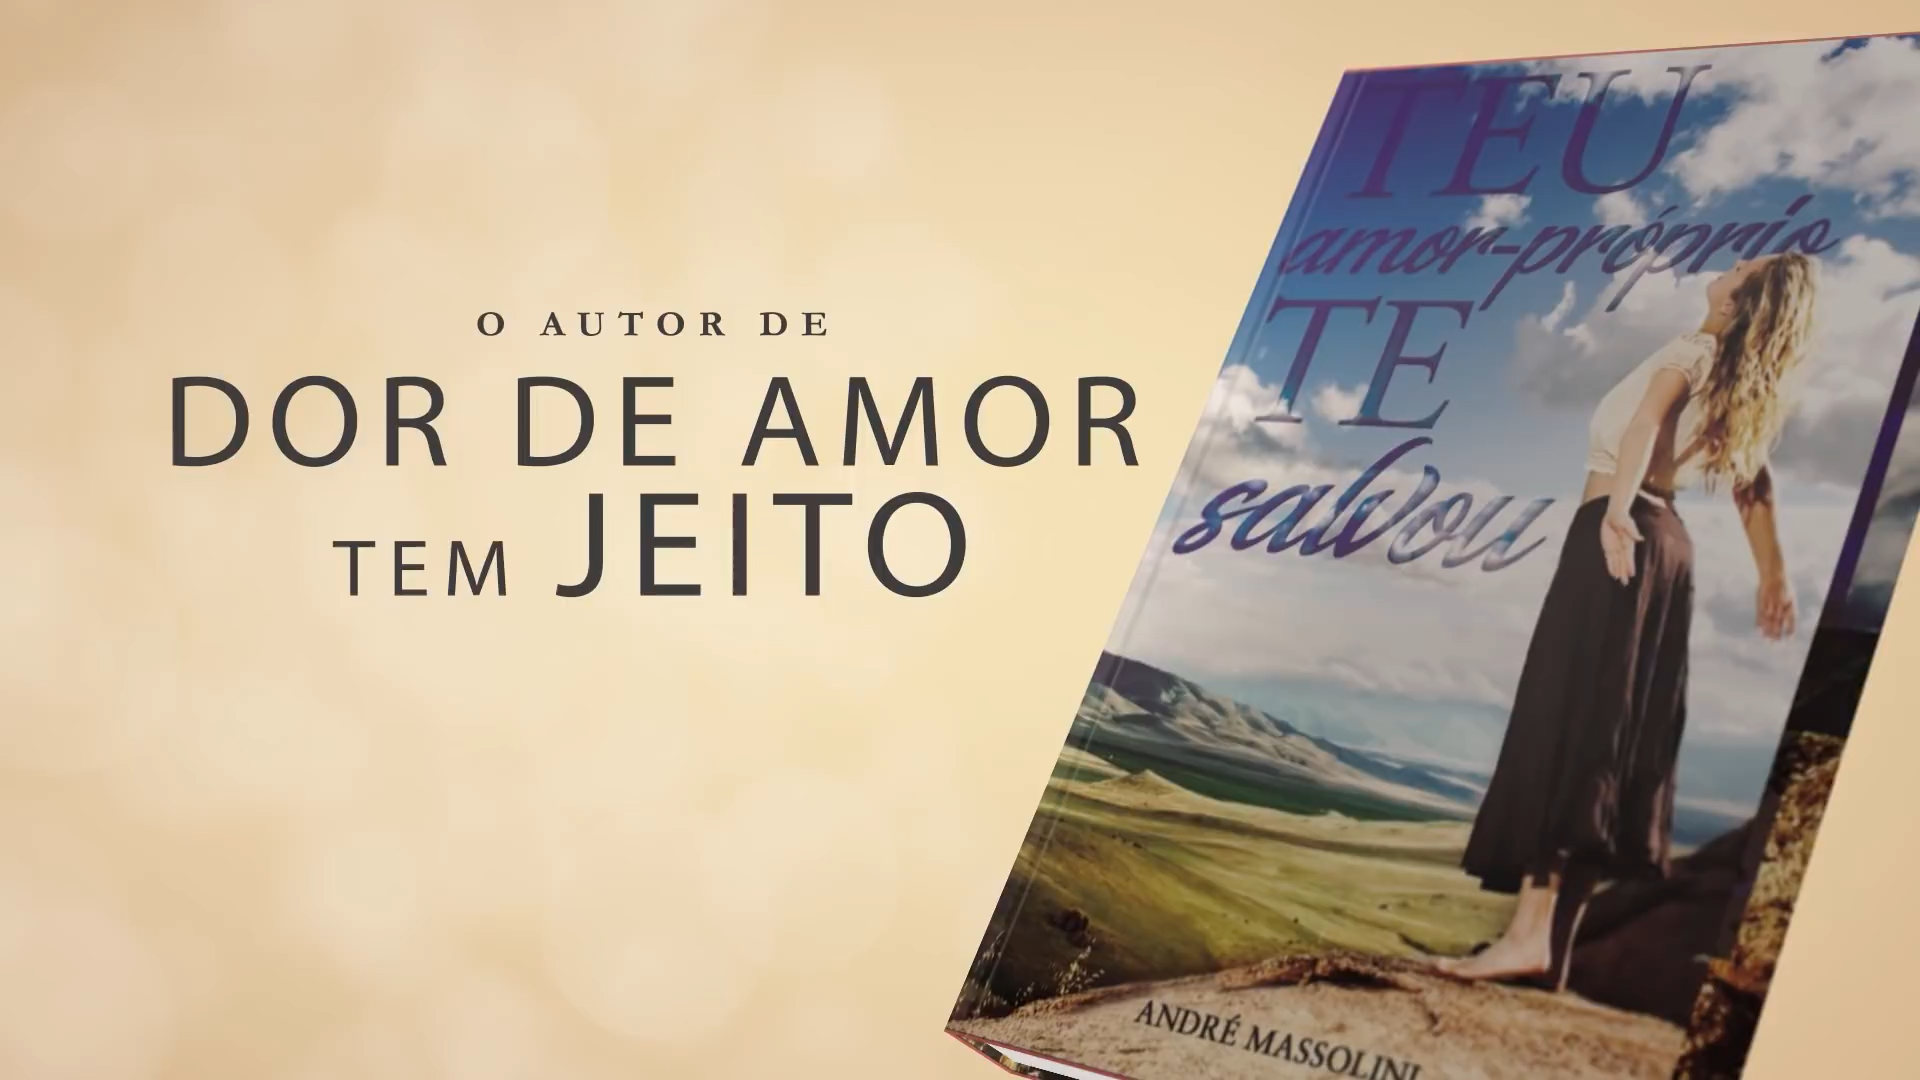 O AUTOR DE
DOR DE AMOR
TEM JEITO
TEU
amor-próprio
TE
salvou
ANDRÉ MASSOLINI